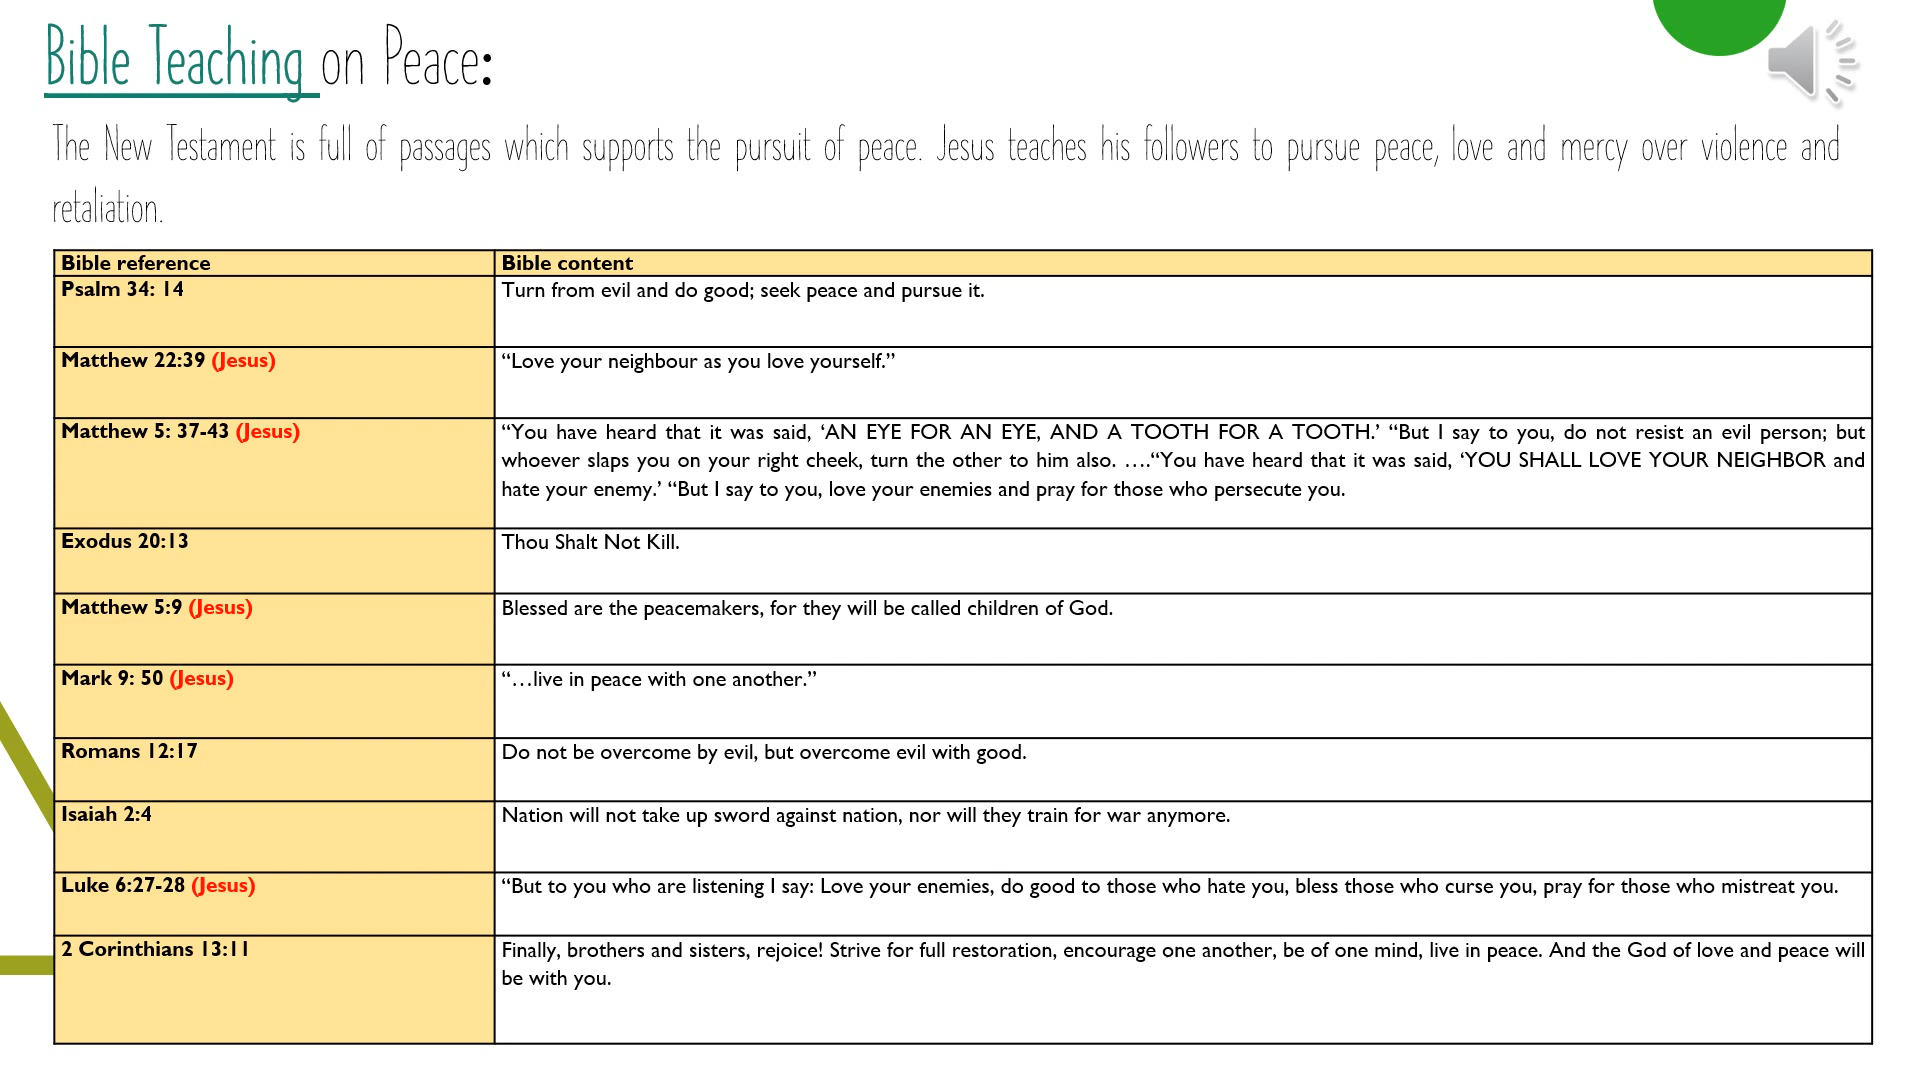 Bible Teaching on Peace:
The New Testament is full of passages which supports the pursuit of peace. Jesus teaches his followers to pursue peace, love and mercy over violence and
retaliation.
Bible reference
Bible content
Psalm 34: 14
Turn from evil and do good; seek peace and pursue it.
Matthew 22:39 (Jesus)
“Love your neighbour as you love yourself.”
Matthew 5: 37-43 (Jesus)
“You have heard that it was said, ‘AN EYE FOR AN EYE, AND A TOOTH FOR A TOOTH.’ “But I say to you, do not resist an evil person; but
whoever slaps you on your right cheek, turn the other to him also. ….“You have heard that it was said, ‘YOU SHALL LOVE YOUR NEIGHBOR and
hate your enemy.’ “But I say to you, love your enemies and pray for those who persecute you.
Exodus 20:13
Thou Shalt Not Kill.
Matthew 5:9 (Jesus)
Blessed are the peacemakers, for they will be called children of God.
Mark 9: 50 (Jesus)
“…live in peace with one another.”
Romans 12:17
Do not be overcome by evil, but overcome evil with good.
Isaiah 2:4
Nation will not take up sword against nation, nor will they train for war anymore.
Luke 6:27-28 (Jesus)
“But to you who are listening I say: Love your enemies, do good to those who hate you, bless those who curse you, pray for those who mistreat you.
2 Corinthians 13:11
Finally, brothers and sisters, rejoice! Strive for full restoration, encourage one another, be of one mind, live in peace. And the God of love and peace will
be with you.